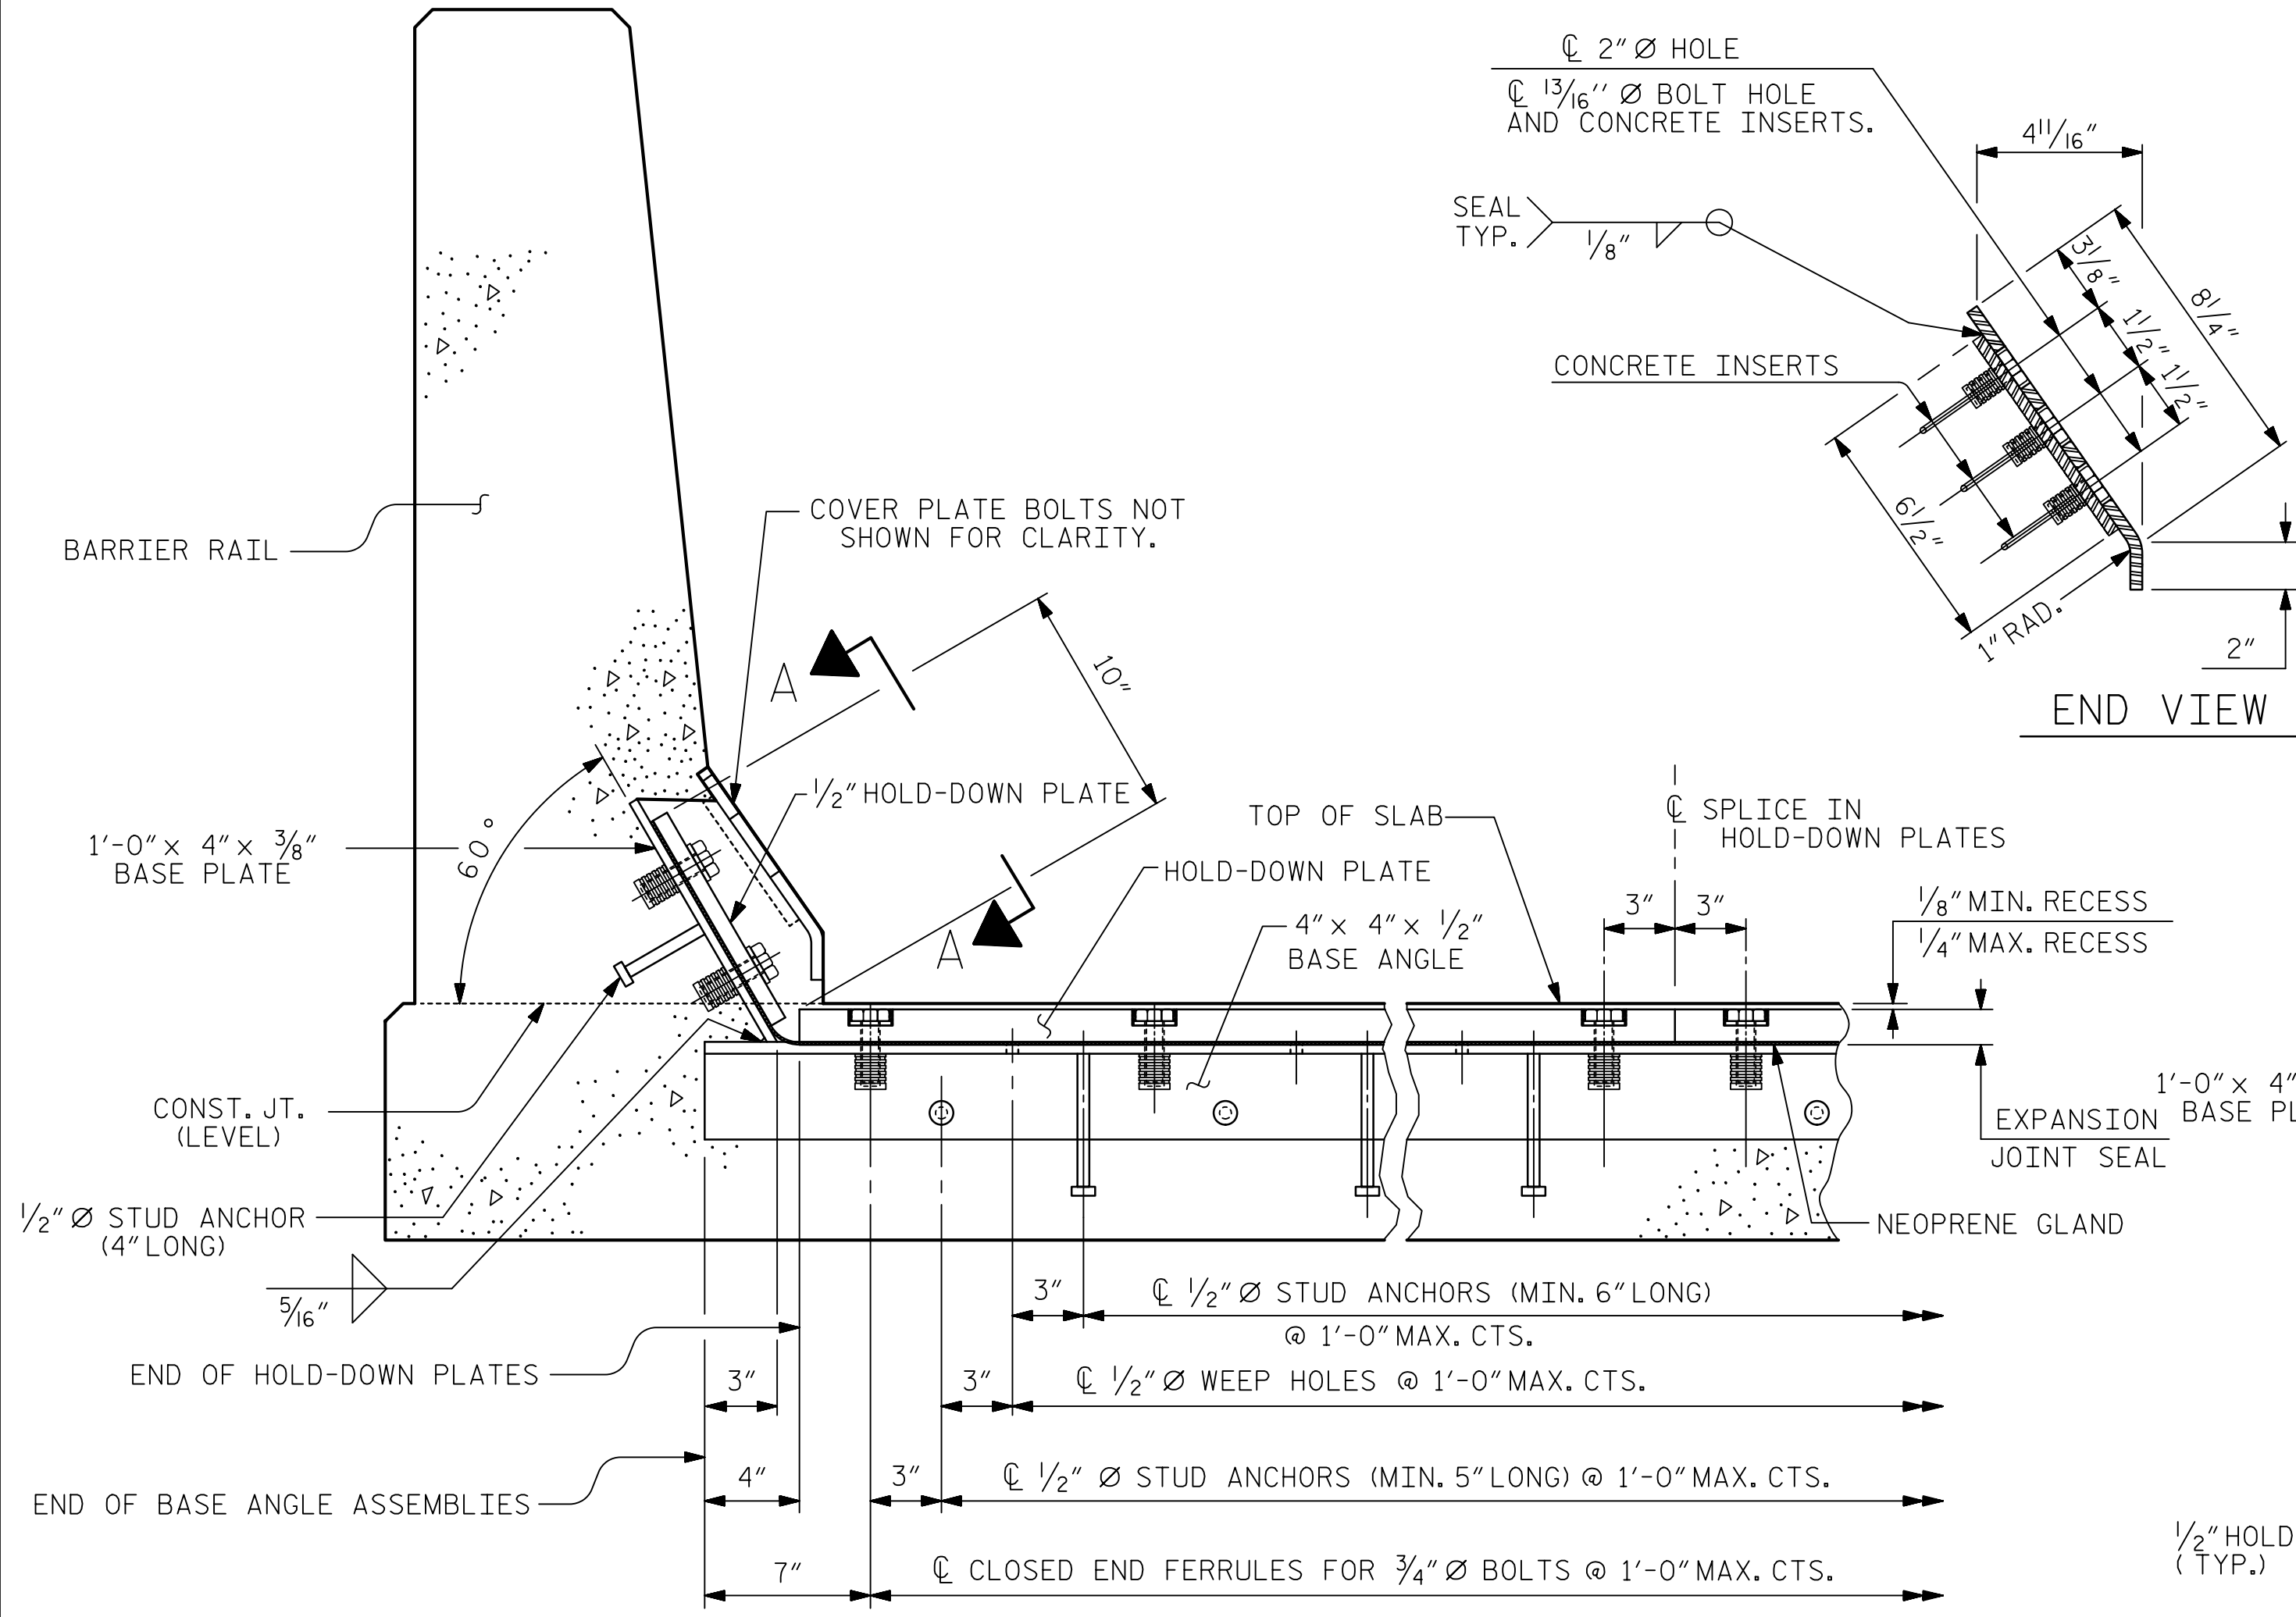 ℄ 2"Ø HOLE
℄ 13/16'' Ø BOLT HOLE
AND CONCRETE INSERTS.
4 11/16"
SEAL
TYP.
1/8"
3 1/8"
8 1/4"
1 1/2"
1 1/2"
CONCRETE INSERTS
6 1/2"
1" RAD.
2"
END VIEW
COVER PLATE BOLTS NOT
SHOWN FOR CLARITY.
BARRIER RAIL
A
10"
1/2" HOLD-DOWN PLATE
60°
1'-0" x 4" x 3/8"
BASE PLATE
TOP OF SLAB
℄ SPLICE IN
HOLD-DOWN PLATES
HOLD-DOWN PLATE
3"
3"
1/8" MIN. RECESS
1/4" MAX. RECESS
4" x 4" x 1/2"
BASE ANGLE
A
CONST. JT.
(LEVEL)
1'-0" x 4"
BASE PL
EXPANSION
JOINT SEAL
1/2" Ø STUD ANCHOR
(4" LONG)
NEOPRENE GLAND
5/16"
3"
℄ 1/2" Ø STUD ANCHORS (MIN. 6" LONG)
@ 1'-0" MAX. CTS.
END OF HOLD-DOWN PLATES
3"
3"
℄ 1/2" Ø WEEP HOLES @ 1'-0" MAX. CTS.
4"
3"
℄ 1/2" Ø STUD ANCHORS (MIN. 5" LONG) @ 1'-0" MAX. CTS.
END OF BASE ANGLE ASSEMBLIES
7"
℄ CLOSED END FERRULES FOR 3/4" Ø BOLTS @ 1'-0" MAX. CTS.
1/2" HOLD
( TYP.)